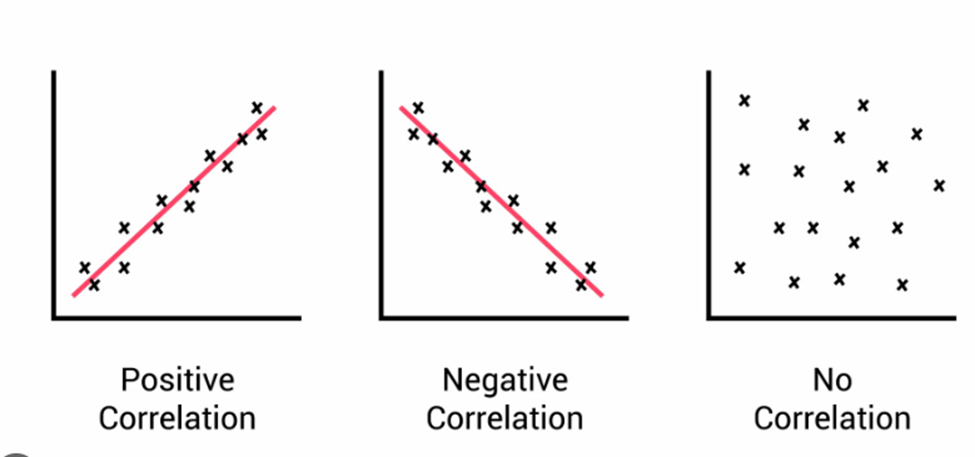 Positive
Correlation
Negative
Correlation
No
Correlation